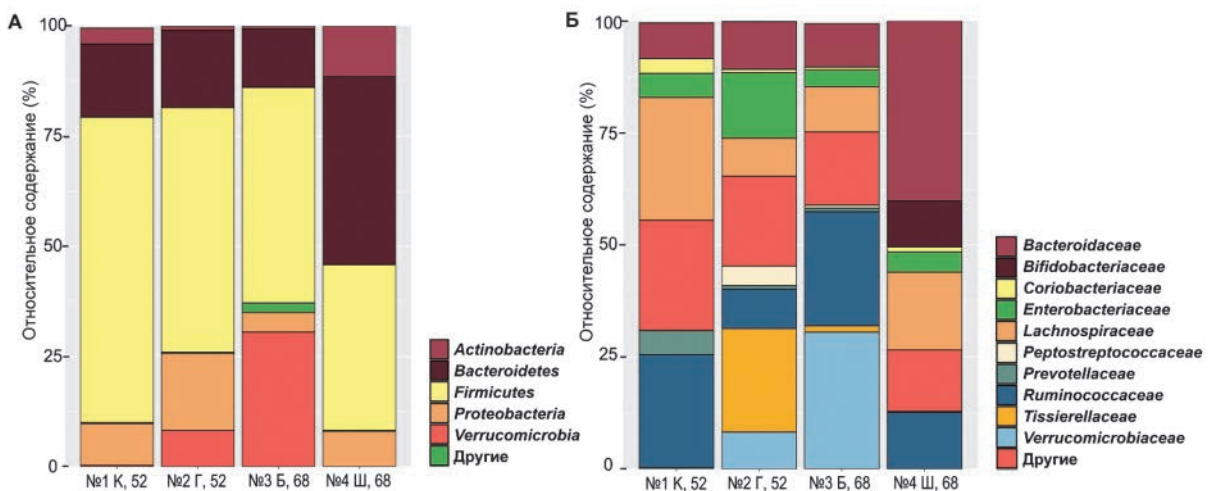 А
Относительное содержание (%)
100
75
50
25
0
№1 К, 52
№2 Г, 52
№3 Б, 68
№4 Ш, 68
Actinobacteria
Bacteroidetes
Firmicutes
Proteobacteria
Verrucomicrobia
Другие
Б
Относительное содержание (%)
100
75
50
25
0
№1 К, 52
№2 Г, 52
№3 Б, 68
№4 Ш, 68
Bacteroidaceae
Bifidobacteriaceae
Coriobacteriaceae
Enterobacteriaceae
Lachnospiraceae
Peptostreptococcaceae
Prevotellaceae
Ruminococcaceae
Tissierellaceae
Verrucomicrobiaceae
Другие